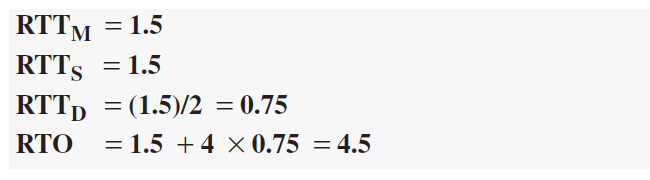 RTTM = 1.5
RTTS = 1.5
RTTD = (1.5)/2 = 0.75
RTO = 1.5 + 4 × 0.75 = 4.5